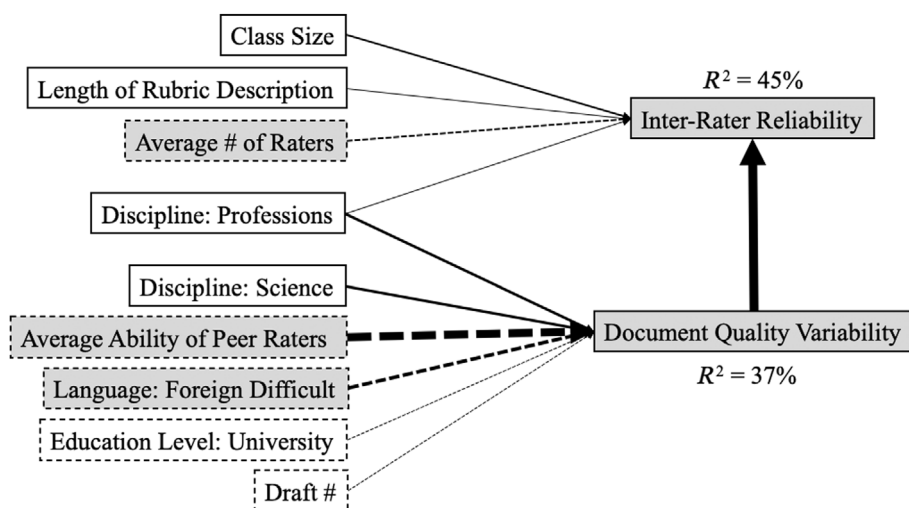 Class Size
Length of Rubric Description
Average # of Raters
Discipline: Professions
Discipline: Science
Average Ability of Peer Raters
Language: Foreign Difficult
Education Level: University
Draft #
R² = 45%
Inter-Rater Reliability
Document Quality Variability
R² = 37%